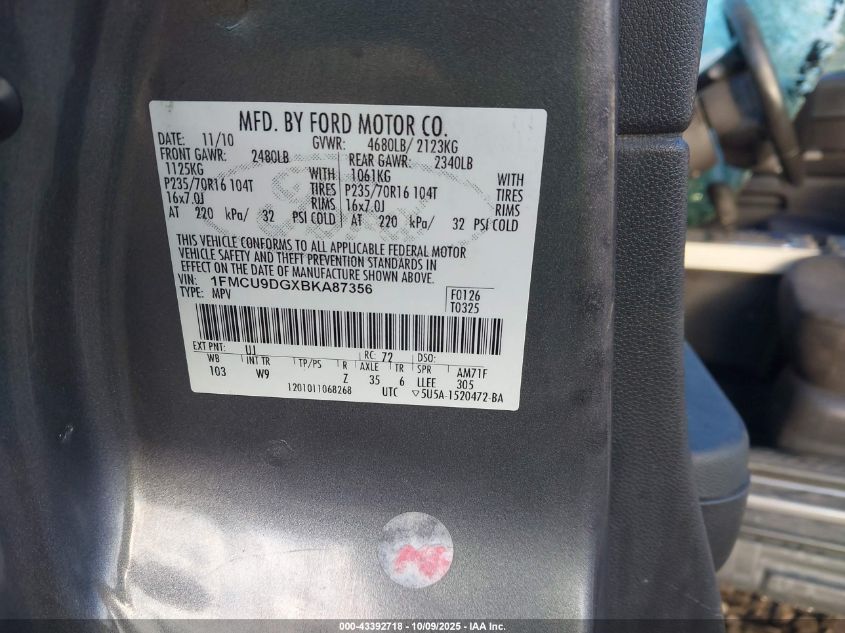 MFD. BY FORD MOTOR CO.
DATE: 11/10 GVWR: 4680LB/ 2123KG
FRONT GAWR: 2480LB REAR GAWR: 2340LB
1125KG WITH 1061KG WITH
P235/70R16 104T TIRES P235/70R16 104T TIRES
16x7.0J RIMS 16x7.0J RIMS
AT 220 kPa/ 32 PSI COLD AT 220 kPa/ 32 PSI COLD
THIS VEHICLE CONFORMS TO ALL APPLICABLE FEDERAL MOTOR
VEHICLE SAFETY AND THEFT PREVENTION STANDARDS IN
EFFECT ON THE DATE OF MANUFACTURE SHOWN ABOVE.
VIN: 1FMCU9DGXBKA87356 F0126
TYPE: MPV T0325
EXT PNT: UJ RC: 72 DSO:
WB INT TR TP/PS R AXLE TR SPR AM71F
103 W9 Z 35 6 LLEE 305
1201011068268 UTC ▽5U5A-1520472-BA
000-43392718 - 10/09/2025 - IAA Inc.